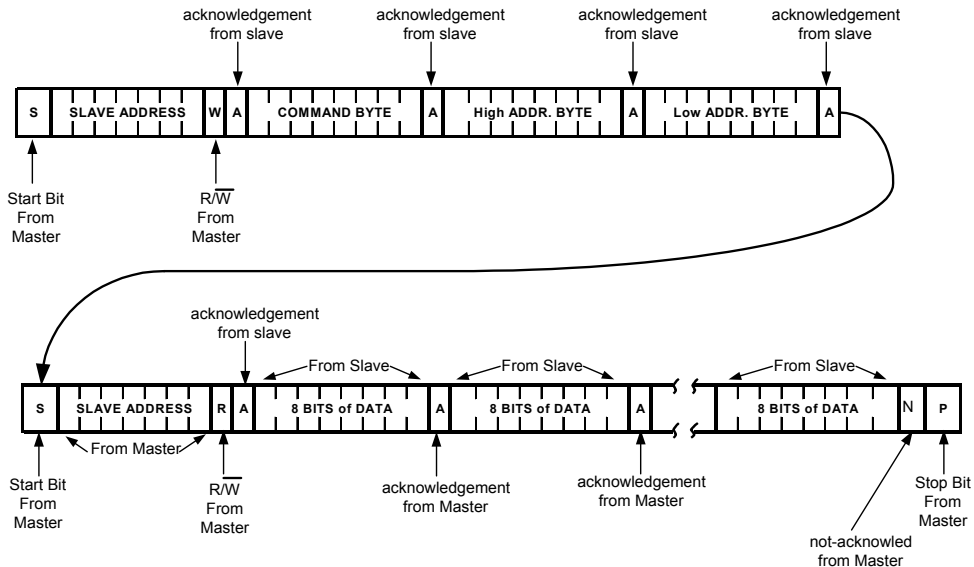 acknowledgement
from slave
acknowledgement
from slave
acknowledgement
from slave
acknowledgement
from slave
S SLAVE ADDRESS W A COMMAND BYTE A High ADDR. BYTE A Low ADDR. BYTE A
Start Bit
From
Master
R/W̅
From
Master
acknowledgement
from slave
From Slave
From Slave
From Slave
S SLAVE ADDRESS R A 8 BITS of DATA A 8 BITS of DATA A 8 BITS of DATA N P
From Master
Start Bit
From
Master
R/W̅
From
Master
acknowledgement
from Master
acknowledgement
from Master
Stop Bit
From
Master
not-acknowled
from Master